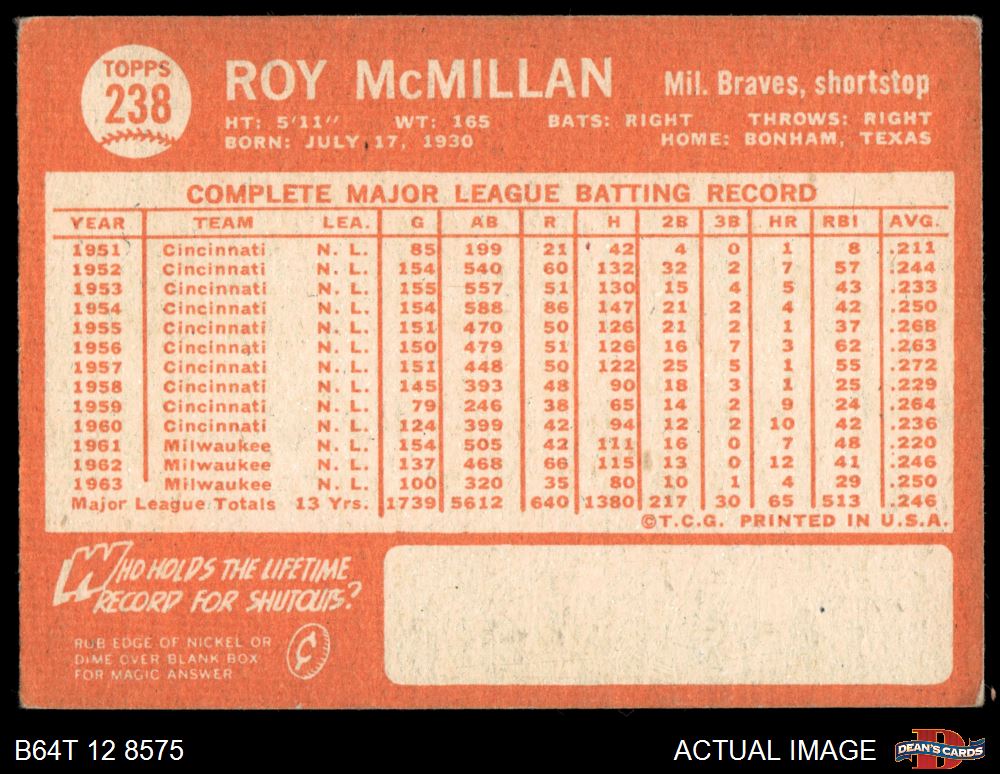 TOPPS
238
ROY McMILLAN
Mil. Braves, shortstop
HT: 5'11" WT: 165 BATS: RIGHT THROWS: RIGHT
BORN: JULY 17, 1930 HOME: BONHAM, TEXAS
COMPLETE MAJOR LEAGUE BATTING RECORD
YEAR TEAM LEA. G AB R H 2B 3B HR RBI AVG.
1951 Cincinnati N. L. 85 199 21 42 4 0 1 8 .211
1952 Cincinnati N. L. 154 540 60 132 32 2 7 57 .244
1953 Cincinnati N. L. 155 557 51 130 15 4 5 43 .233
1954 Cincinnati N. L. 154 588 86 147 21 2 4 42 .250
1955 Cincinnati N. L. 151 470 50 126 21 2 1 37 .268
1956 Cincinnati N. L. 150 479 51 126 16 7 3 62 .263
1957 Cincinnati N. L. 151 448 50 122 25 5 1 55 .272
1958 Cincinnati N. L. 145 393 48 90 18 3 1 25 .229
1959 Cincinnati N. L. 79 246 38 65 14 2 9 24 .264
1960 Cincinnati N. L. 124 399 42 94 12 2 10 42 .236
1961 Milwaukee N. L. 154 505 42 111 16 0 7 48 .220
1962 Milwaukee N. L. 137 468 66 115 13 0 12 41 .246
1963 Milwaukee N. L. 100 320 35 80 10 1 4 29 .250
Major League Totals 13 Yrs. 1739 5612 640 1380 217 30 65 513 .246
©T.C.G. PRINTED IN U.S.A.
WHO HOLDS THE LIFETIME
RECORD FOR SHUTOUTS?
RUB EDGE OF NICKEL OR
DIME OVER BLANK BOX
FOR MAGIC ANSWER
¢
B64T 12 8575
ACTUAL IMAGE
D
DEAN'S CARDS